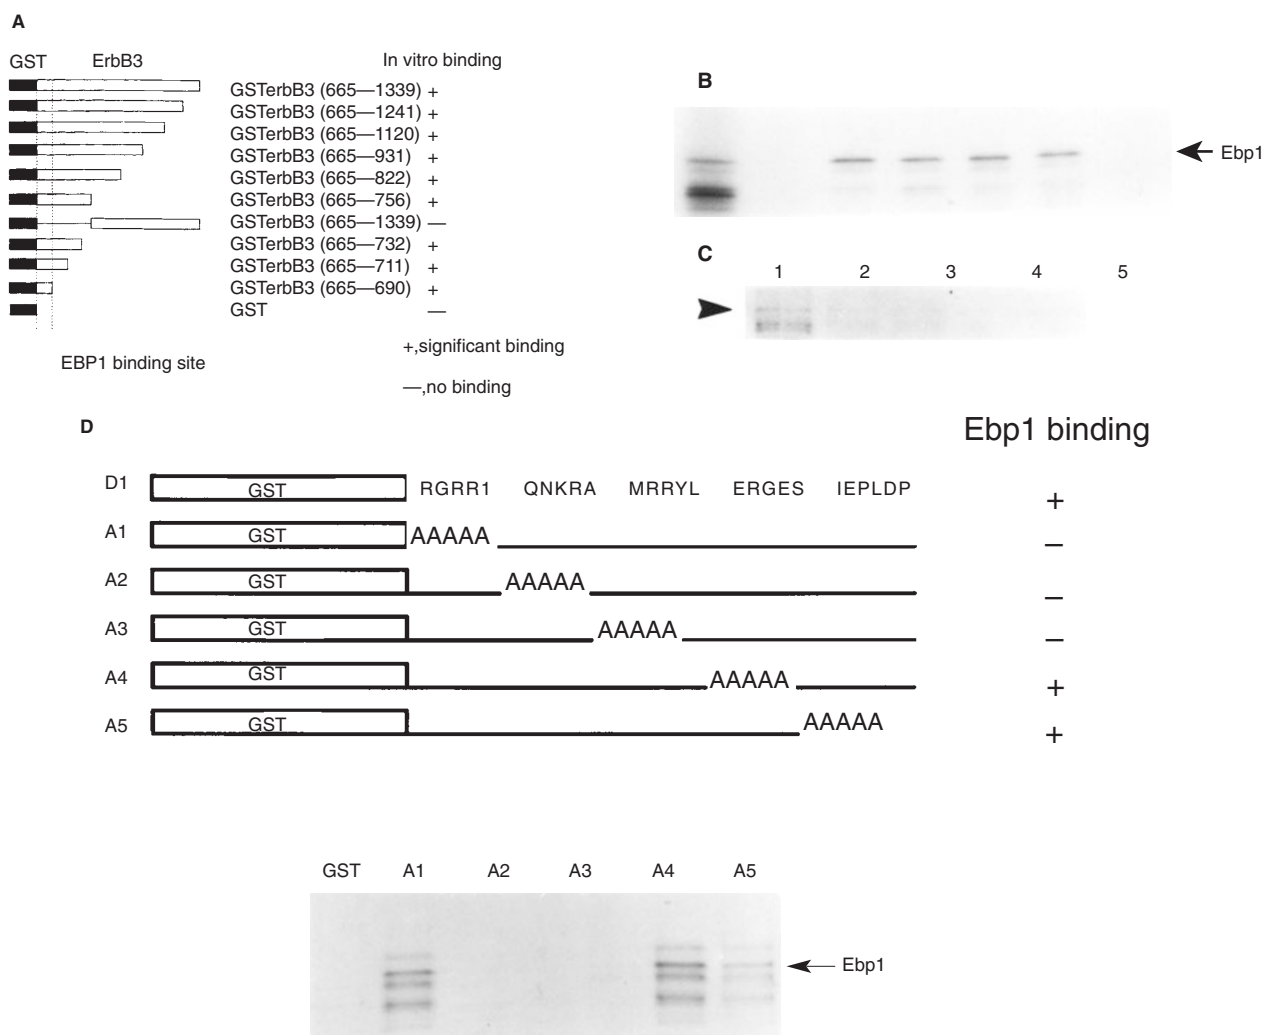 A
GST ErbB3 In vitro binding
GSTerbB3 (665—1339) +
GSTerbB3 (665—1241) +
GSTerbB3 (665—1120) +
GSTerbB3 (665—931) +
GSTerbB3 (665—822) +
GSTerbB3 (665—756) +
GSTerbB3 (665—1339) —
GSTerbB3 (665—732) +
GSTerbB3 (665—711) +
GSTerbB3 (665—690) +
GST —
EBP1 binding site
+,significant binding
—,no binding
B
Ebp1
C
1 2 3 4 5
D
Ebp1 binding
D1 GST RGRR1 QNKRA MRRYL ERGES IEPLDP +
A1 GST AAAAA –
A2 GST AAAAA –
A3 GST AAAAA –
A4 GST AAAAA +
A5 GST AAAAA +
GST A1 A2 A3 A4 A5
Ebp1